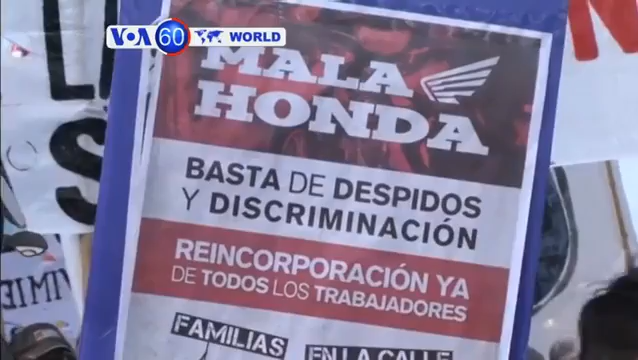 VOA 60 WORLD
MALA
HONDA
BASTA DE DESPIDOS
Y DISCRIMINACIÓN
REINCORPORACIÓN YA
DE TODOS LOS TRABAJADORES
FAMILIAS
EN LA CALLE